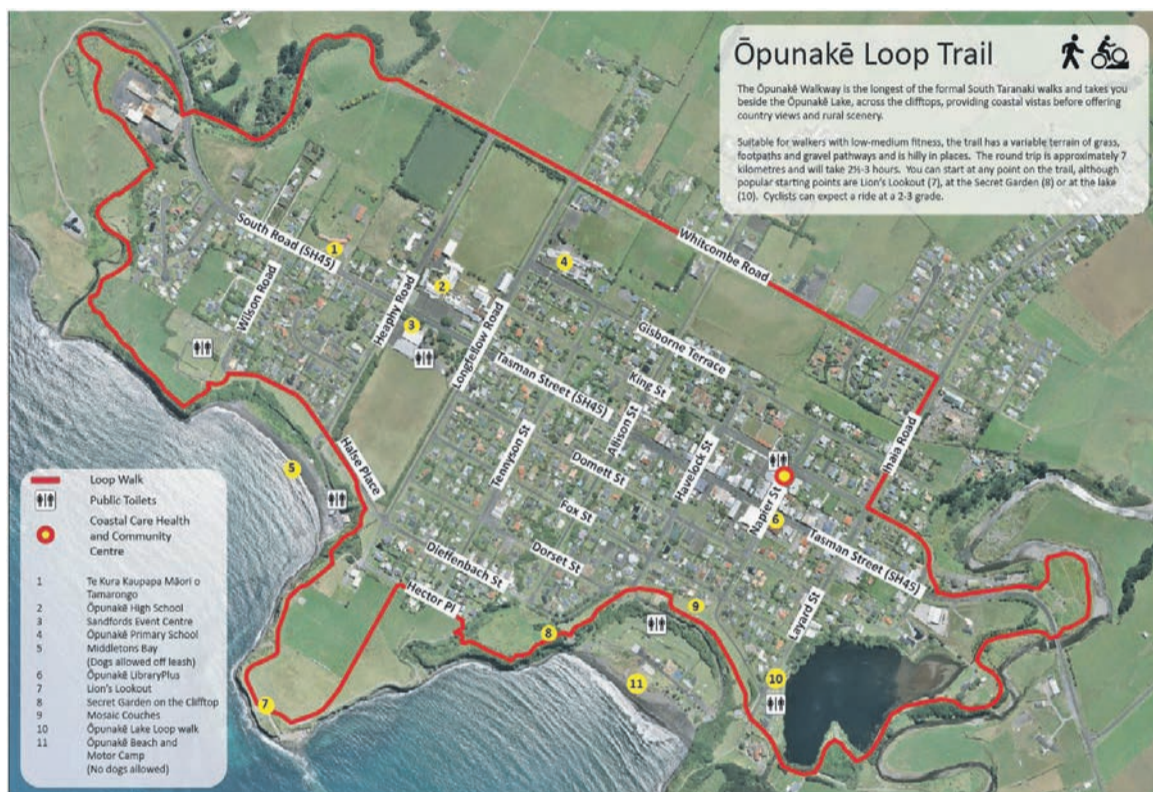 Ōpunakē Loop Trail
The Ōpunakē Walkway is the longest of the formal South Taranaki walks and takes you
beside the Ōpunakē Lake, across the clifftops, providing coastal vistas before offering
country views and rural scenery.
Suitable for walkers with low-medium fitness, the trail has a variable terrain of grass,
footpaths and gravel pathways and is hilly in places. The round trip is approximately 7
kilometres and will take 2½-3 hours. You can start at any point on the trail, although
popular starting points are Lion's Lookout (7), at the Secret Garden (8) or at the lake
(10). Cyclists can expect a ride at a 2-3 grade.
South Road (SH45)
1
Wilson Road
Heaphy Road
2
3
4
Longfellow Road
Whitcombe Road
Gisborne Terrace
King St
Tasman Street (SH45)
Allison St
Tennyson St
Domett St
Havelock St
Ihaia Road
Halse Place
5
Fox St
Napier St
6
Tasman Street (SH45)
Dieffenbach St
Dorset St
Hector Pl
Layard St
7
8
9
10
11
Loop Walk
Public Toilets
Coastal Care Health
and Community
Centre
1 Te Kura Kaupapa Māori o
Tamarongo
2 Ōpunakē High School
3 Sandfords Event Centre
4 Ōpunakē Primary School
5 Middletons Bay
(Dogs allowed off leash)
6 Ōpunakē LibraryPlus
7 Lion's Lookout
8 Secret Garden on the Clifftop
9 Mosaic Couches
10 Ōpunakē Lake Loop walk
11 Ōpunakē Beach and
Motor Camp
(No dogs allowed)